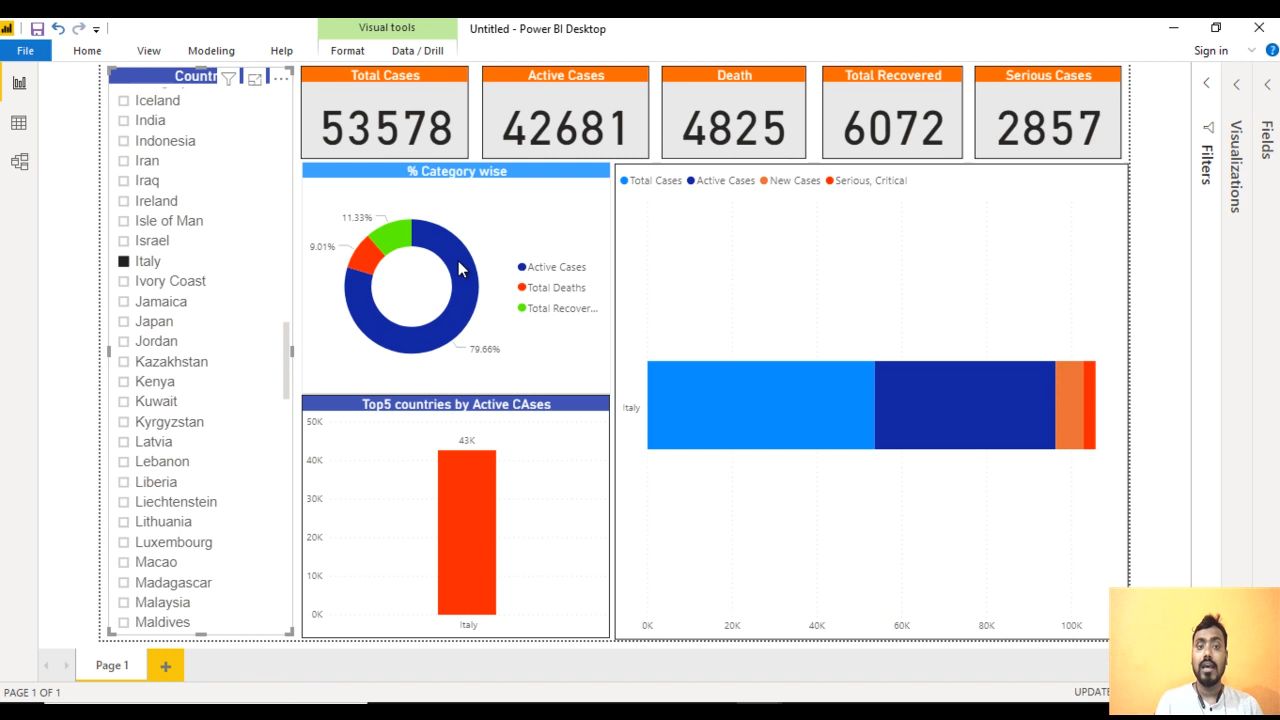 Visual tools
Untitled - Power BI Desktop
File
Home
View
Modeling
Help
Format
Data / Drill
Sign in
Countr
Iceland
India
Indonesia
Iran
Iraq
Ireland
Isle of Man
Israel
Italy
Ivory Coast
Jamaica
Japan
Jordan
Kazakhstan
Kenya
Kuwait
Kyrgyzstan
Latvia
Lebanon
Liberia
Liechtenstein
Lithuania
Luxembourg
Macao
Madagascar
Malaysia
Maldives
Total Cases
53578
Active Cases
42681
Death
4825
Total Recovered
6072
Serious Cases
2857
% Category wise
11.33%
9.01%
79.66%
Active Cases
Total Deaths
Total Recover...
Top5 countries by Active CAses
50K
40K
30K
20K
10K
0K
43K
Italy
Total Cases
Active Cases
New Cases
Serious, Critical
Italy
0K
20K
40K
60K
80K
100K
Filters
Visualizations
Fields
Page 1
PAGE 1 OF 1
UPDATE